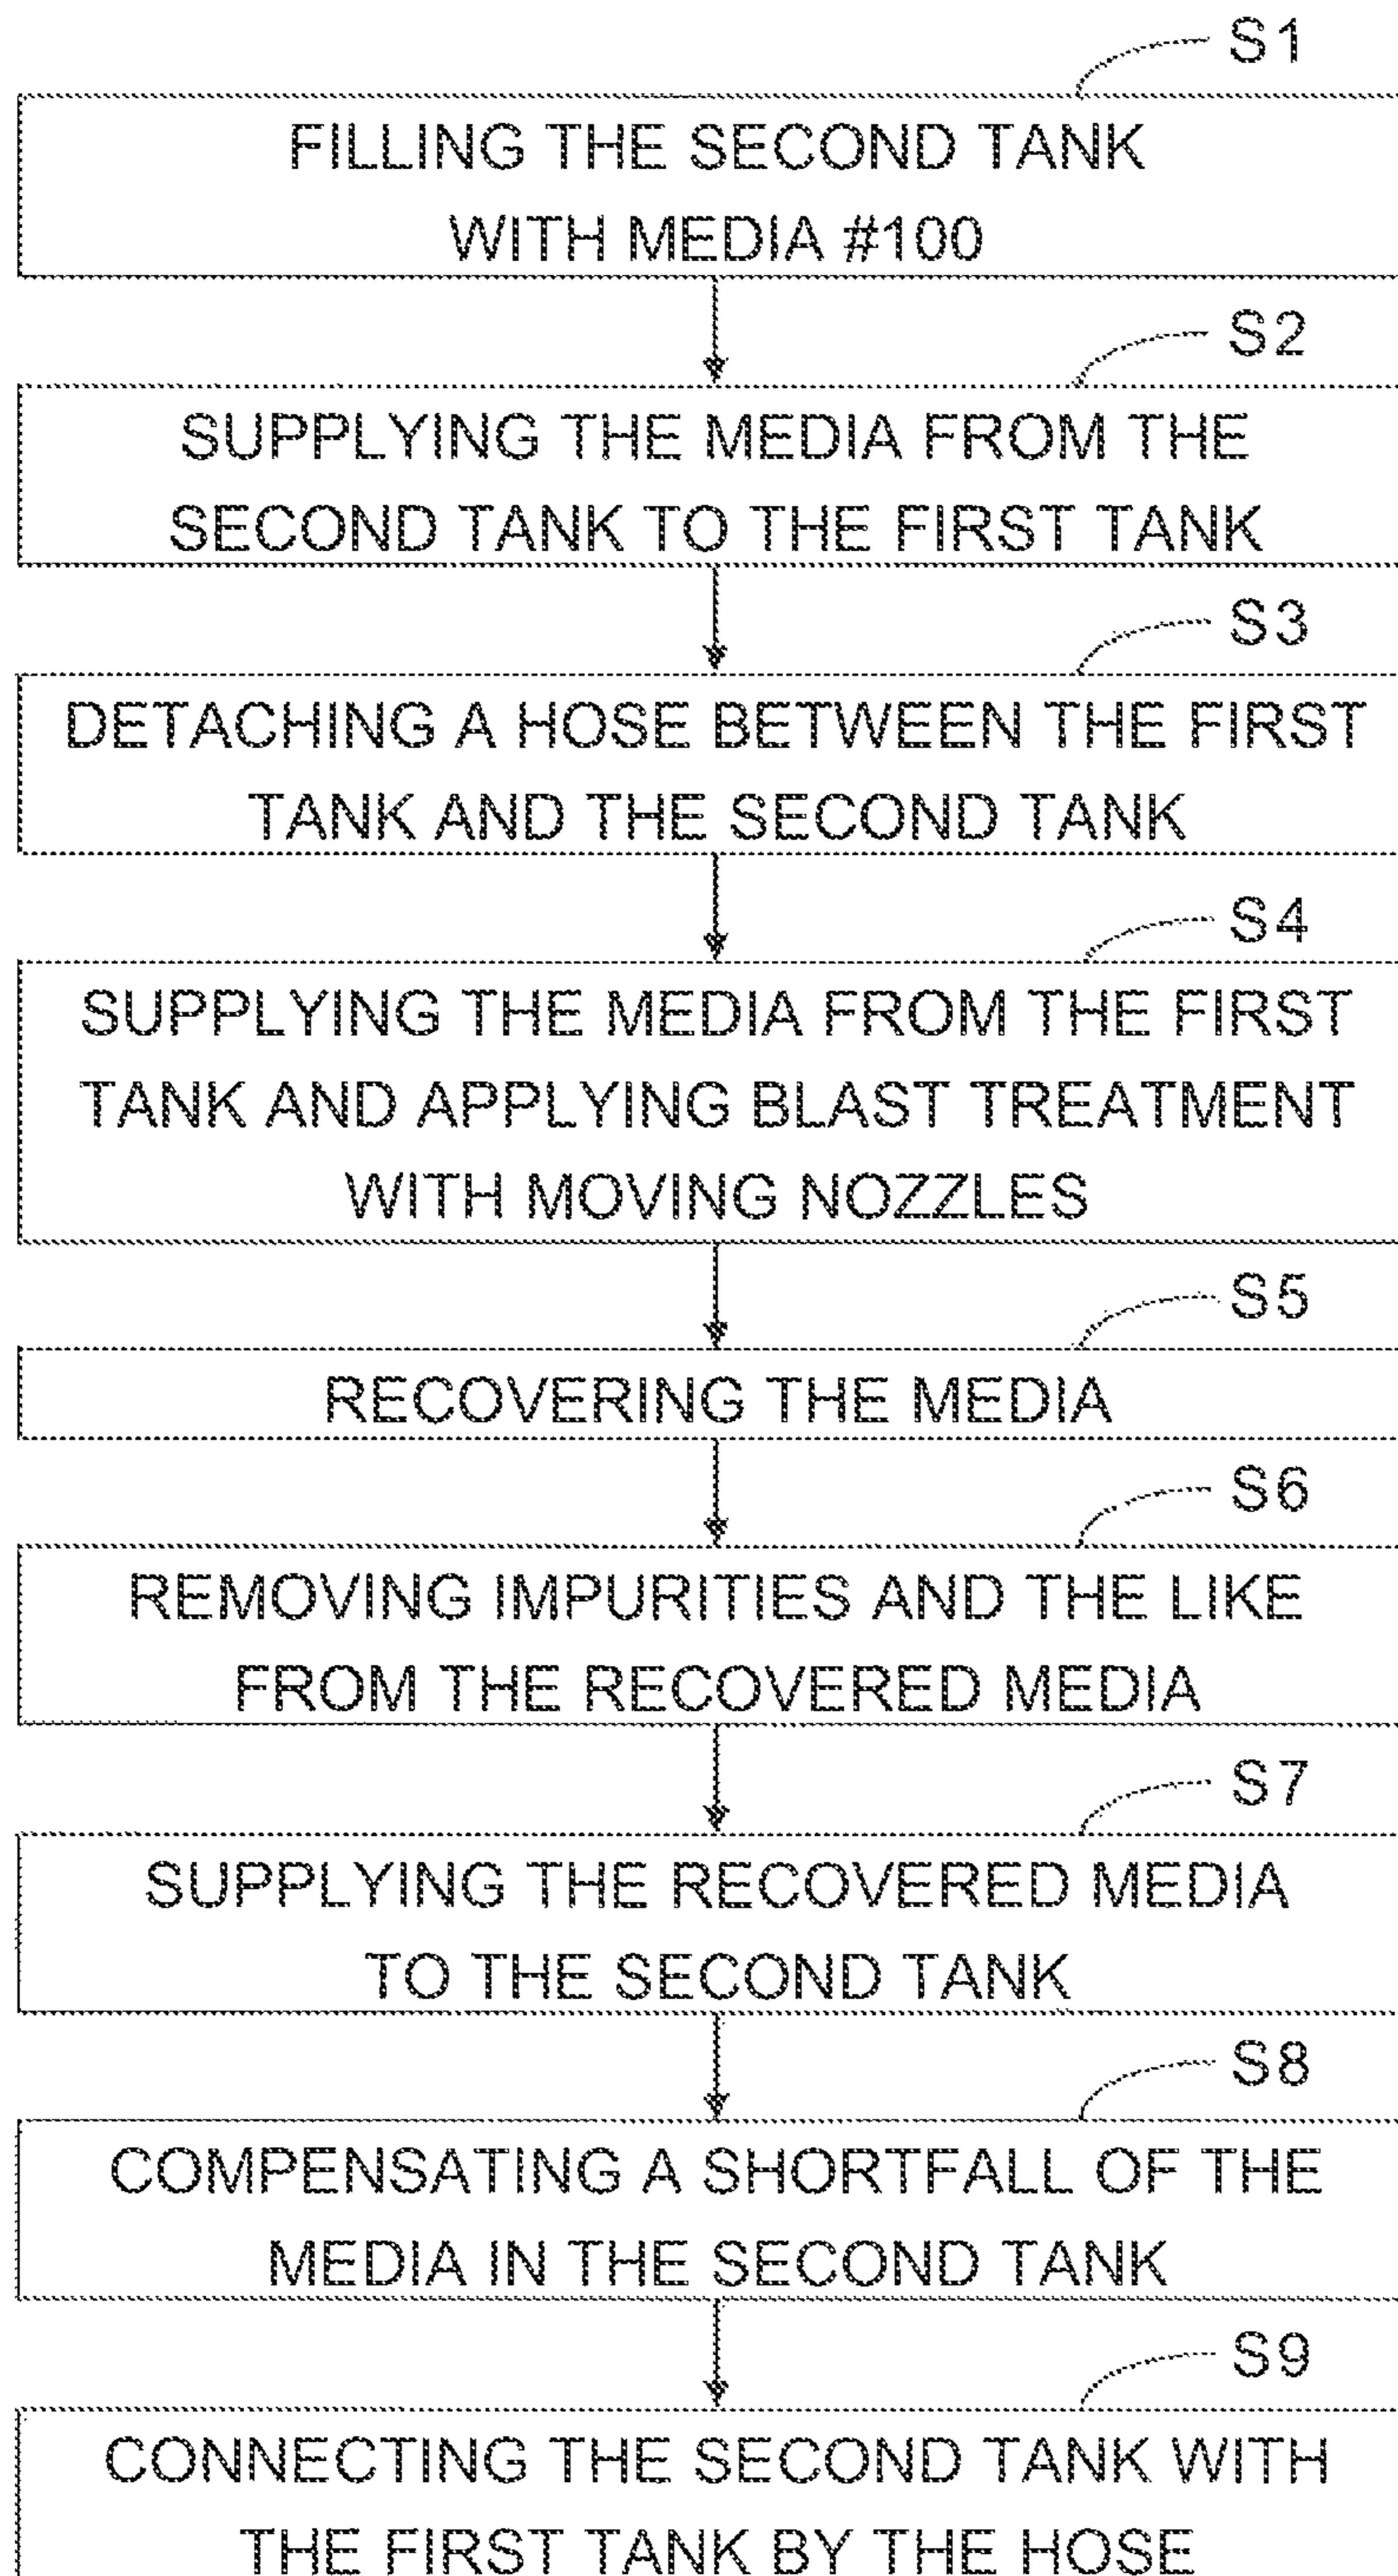 S1
FILLING THE SECOND TANK
WITH MEDIA #100
S2
SUPPLYING THE MEDIA FROM THE
SECOND TANK TO THE FIRST TANK
S3
DETACHING A HOSE BETWEEN THE FIRST
TANK AND THE SECOND TANK
S4
SUPPLYING THE MEDIA FROM THE FIRST
TANK AND APPLYING BLAST TREATMENT
WITH MOVING NOZZLES
S5
RECOVERING THE MEDIA
S6
REMOVING IMPURITIES AND THE LIKE
FROM THE RECOVERED MEDIA
S7
SUPPLYING THE RECOVERED MEDIA
TO THE SECOND TANK
S8
COMPENSATING A SHORTFALL OF THE
MEDIA IN THE SECOND TANK
S9
CONNECTING THE SECOND TANK WITH
THE FIRST TANK BY THE HOSE